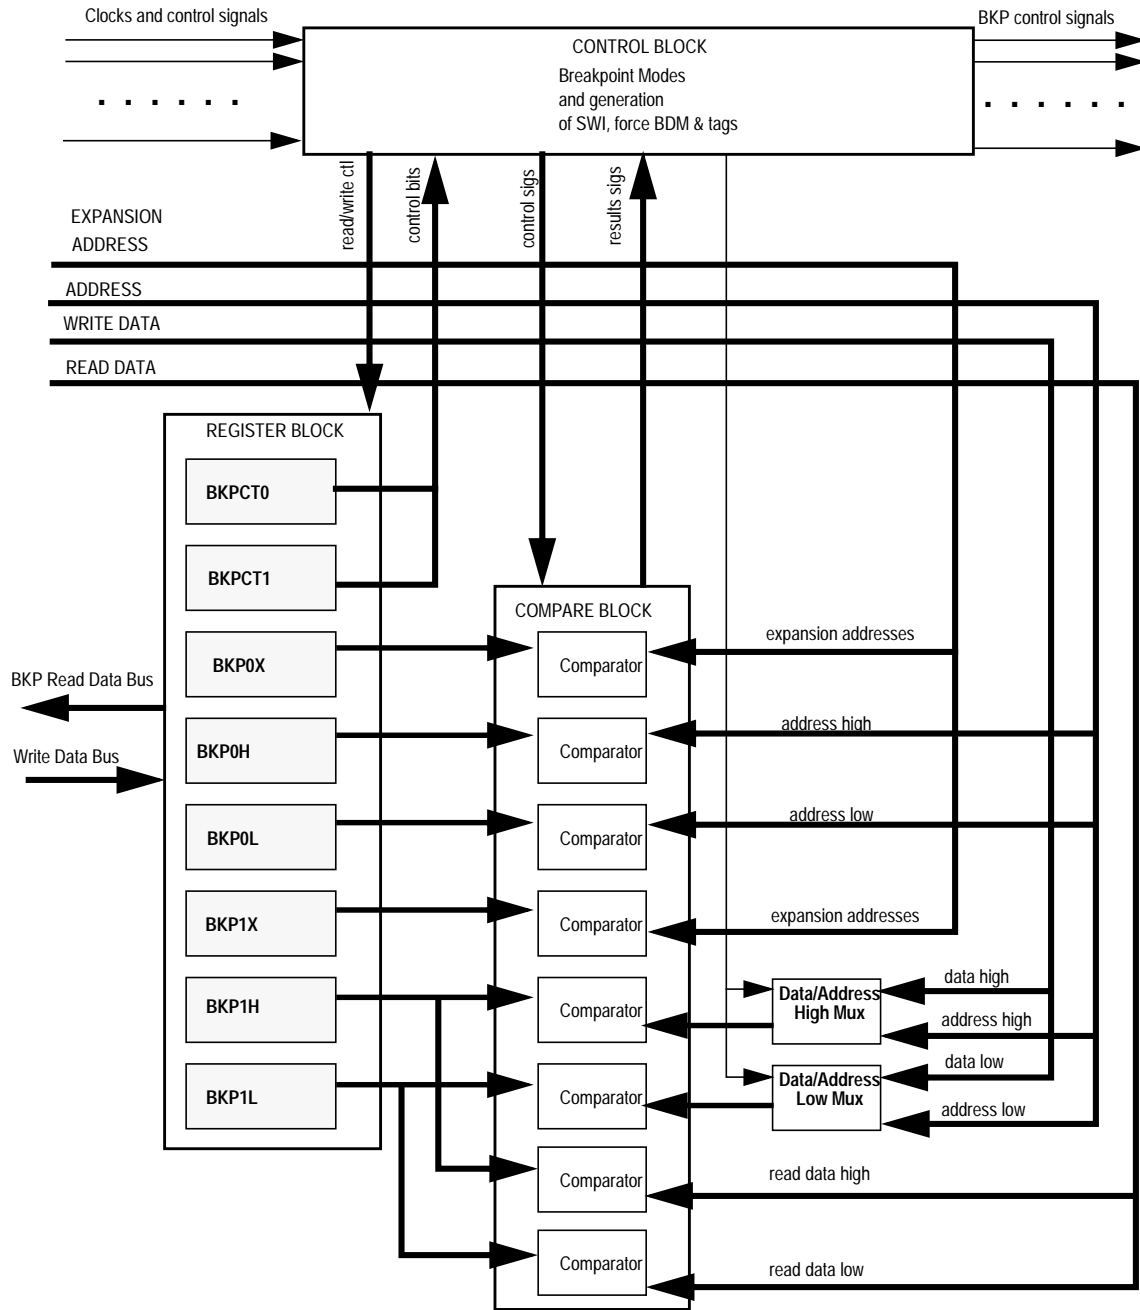 Clocks and control signals
BKP control signals
CONTROL BLOCK
Breakpoint Modes
and generation
of SWI, force BDM & tags
. . . . . .
. . . . . .
read/write ctl
control bits
control sigs
results sigs
EXPANSION
ADDRESS
ADDRESS
WRITE DATA
READ DATA
REGISTER BLOCK
BKPCT0
BKPCT1
COMPARE BLOCK
BKP0X
Comparator
expansion addresses
BKP Read Data Bus
BKP0H
Comparator
address high
Write Data Bus
BKP0L
Comparator
address low
BKP1X
Comparator
expansion addresses
BKP1H
Comparator
Data/Address
High Mux
data high
address high
BKP1L
Comparator
Data/Address
Low Mux
data low
address low
Comparator
read data high
Comparator
read data low